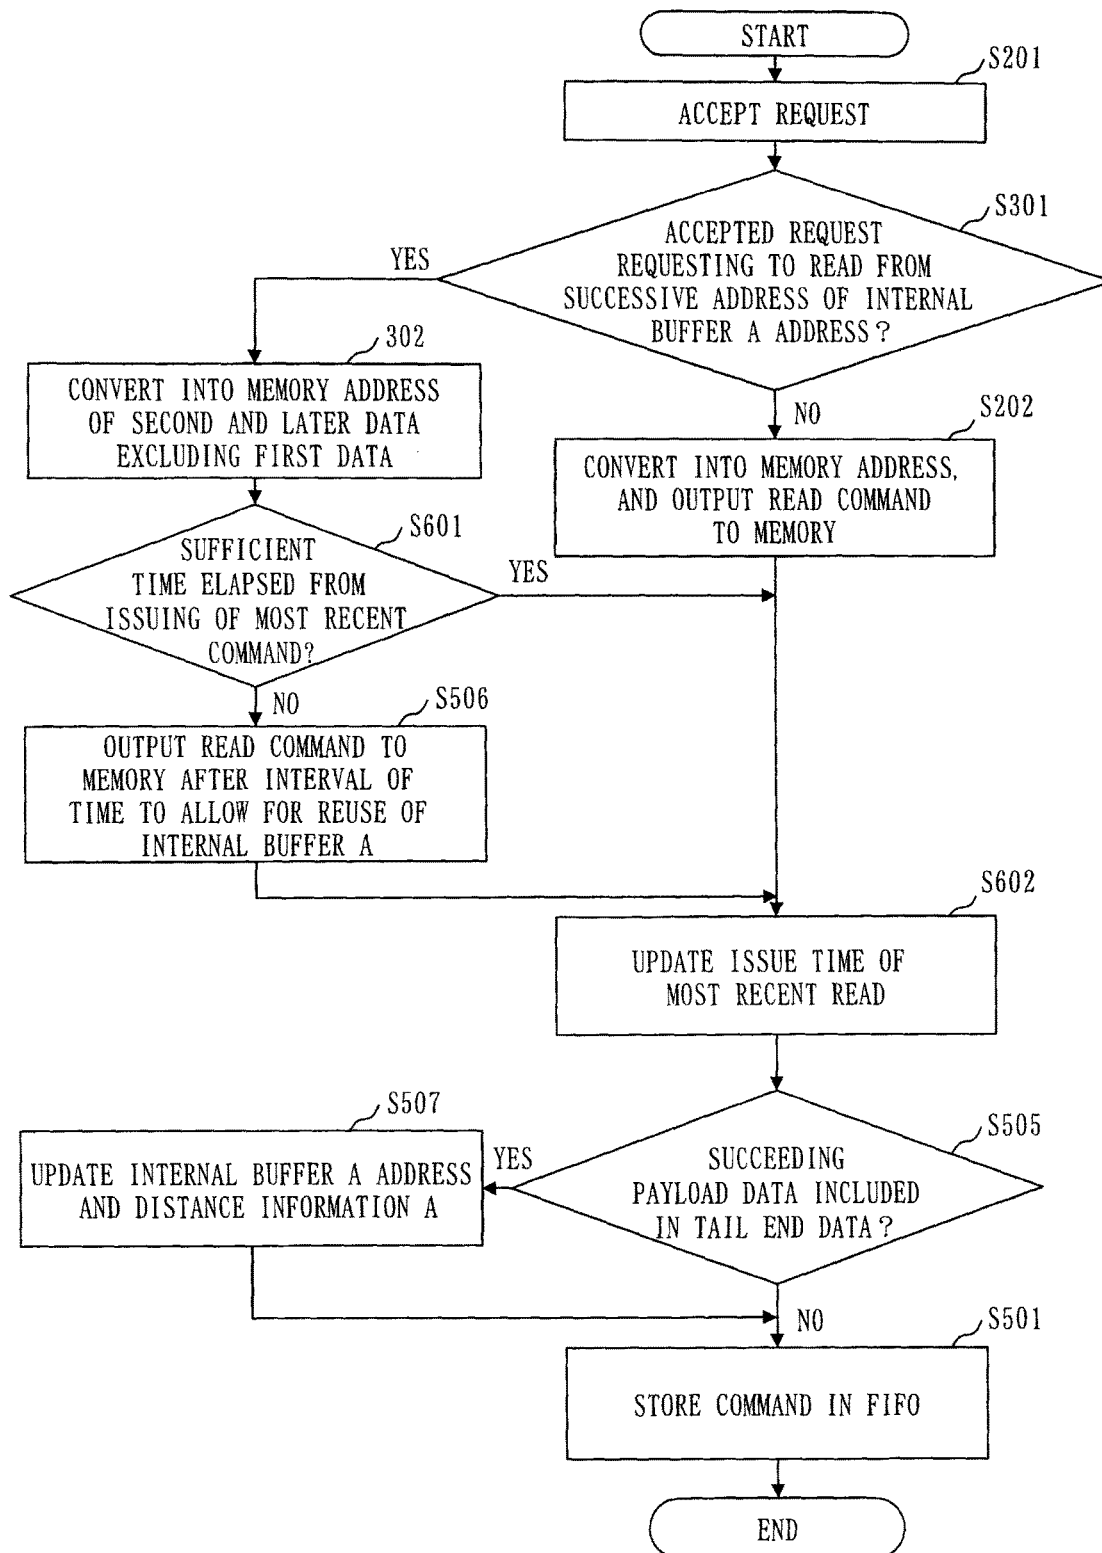 START
S201
ACCEPT REQUEST
S301
ACCEPTED REQUEST
REQUESTING TO READ FROM
SUCCESSIVE ADDRESS OF INTERNAL
BUFFER A ADDRESS?
YES
302
CONVERT INTO MEMORY ADDRESS
OF SECOND AND LATER DATA
EXCLUDING FIRST DATA
NO
S202
CONVERT INTO MEMORY ADDRESS,
AND OUTPUT READ COMMAND
TO MEMORY
S601
SUFFICIENT
TIME ELAPSED FROM
ISSUING OF MOST RECENT
COMMAND?
YES
NO
S506
OUTPUT READ COMMAND TO
MEMORY AFTER INTERVAL OF
TIME TO ALLOW FOR REUSE OF
INTERNAL BUFFER A
S602
UPDATE ISSUE TIME OF
MOST RECENT READ
S505
SUCCEEDING
PAYLOAD DATA INCLUDED
IN TAIL END DATA?
YES
S507
UPDATE INTERNAL BUFFER A ADDRESS
AND DISTANCE INFORMATION A
NO
S501
STORE COMMAND IN FIFO
END